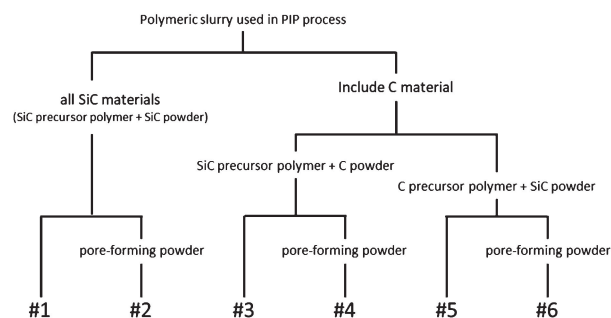 Polymeric slurry used in PIP process
all SiC materials
(SiC precursor polymer + SiC powder)
Include C material
SiC precursor polymer + C powder
C precursor polymer + SiC powder
pore-forming powder
pore-forming powder
pore-forming powder
#1
#2
#3
#4
#5
#6